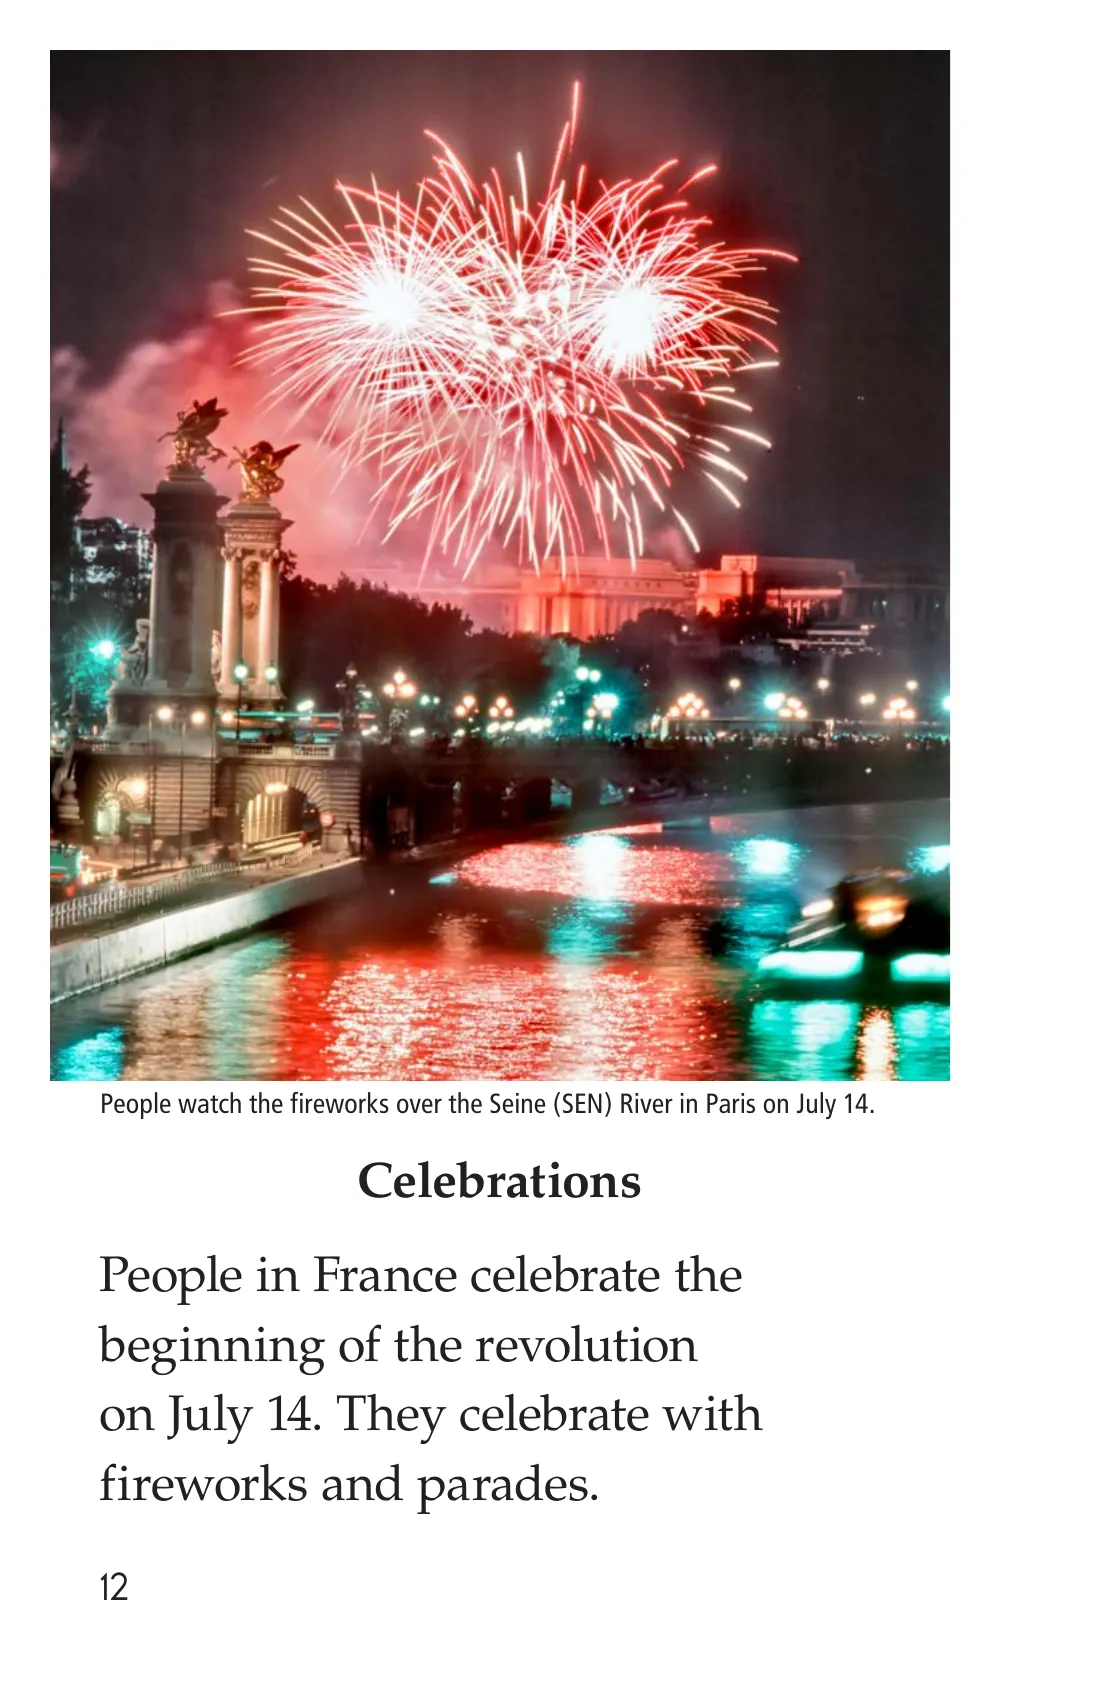 People watch the fireworks over the Seine (SEN) River in Paris on July 14.
Celebrations
People in France celebrate the
beginning of the revolution
on July 14. They celebrate with
fireworks and parades.
12